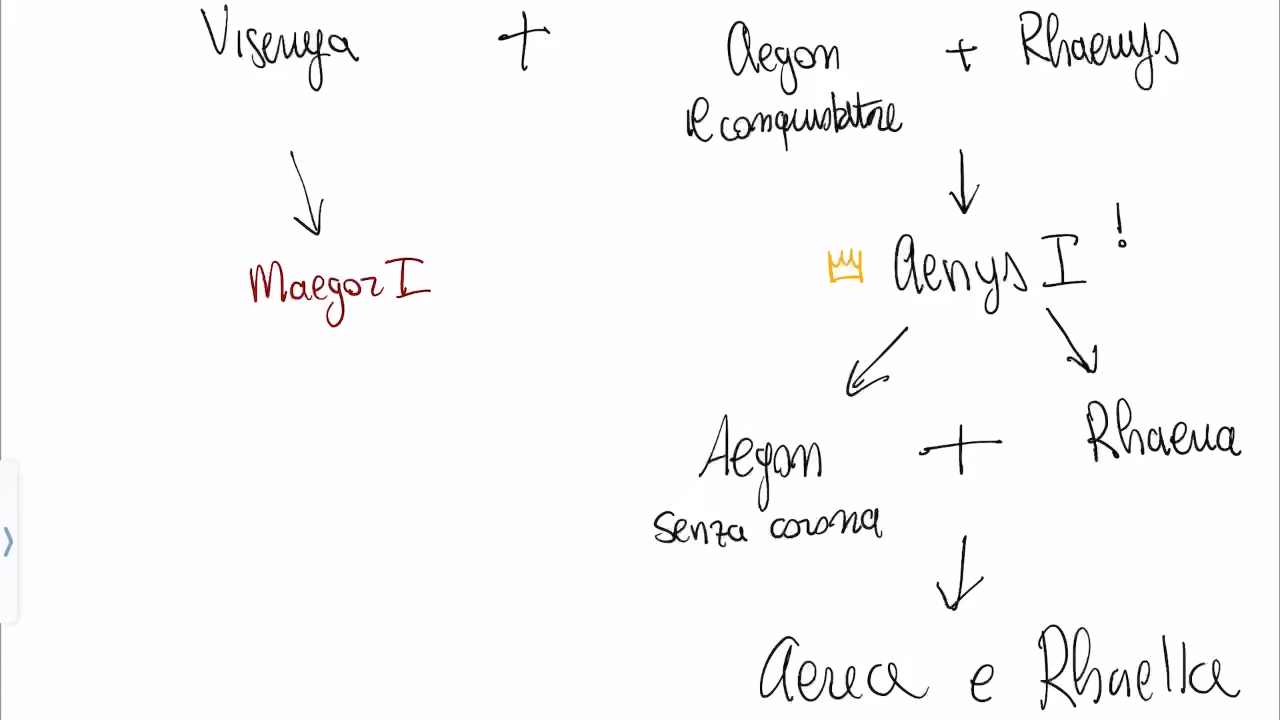 Visenya + Aegon + Rhaenys
il conquistatore
Maegor I
Aenys I !
Aegon + Rhaena
senza corona
Aerea e Rhaella